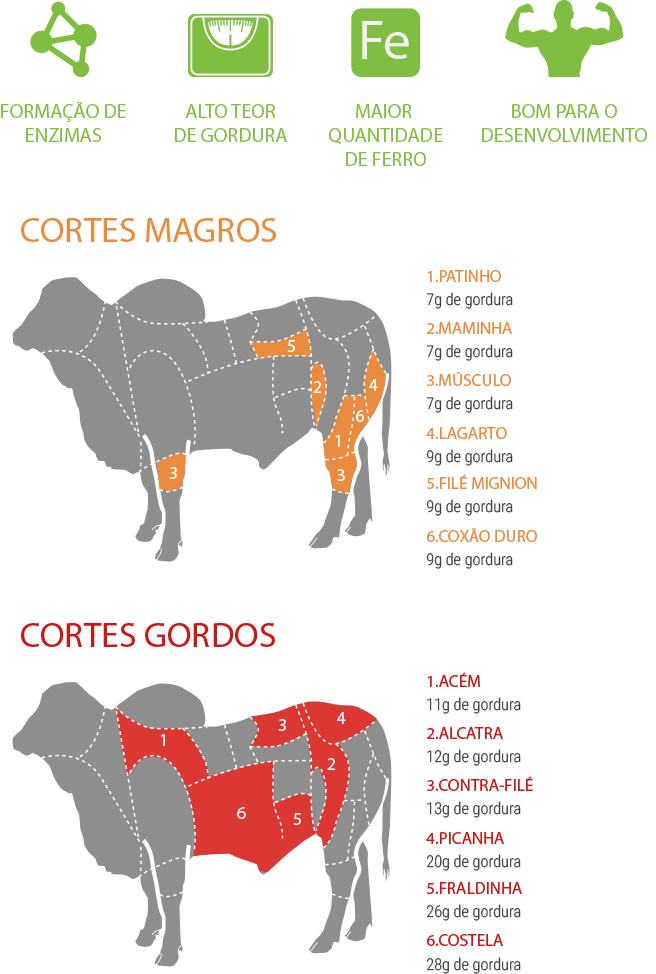 Fe
FORMAÇÃO DE
ENZIMAS
ALTO TEOR
DE GORDURA
MAIOR
QUANTIDADE
DE FERRO
BOM PARA O
DESENVOLVIMENTO
CORTES MAGROS
5
2
4
6
1
3
3
1.PATINHO
7g de gordura
2.MAMINHA
7g de gordura
3.MÚSCULO
7g de gordura
4.LAGARTO
9g de gordura
5.FILÉ MIGNION
9g de gordura
6.COXÃO DURO
9g de gordura
CORTES GORDOS
1
3
4
2
6
5
1.ACÉM
11g de gordura
2.ALCATRA
12g de gordura
3.CONTRA-FILÉ
13g de gordura
4.PICANHA
20g de gordura
5.FRALDINHA
26g de gordura
6.COSTELA
28g de gordura